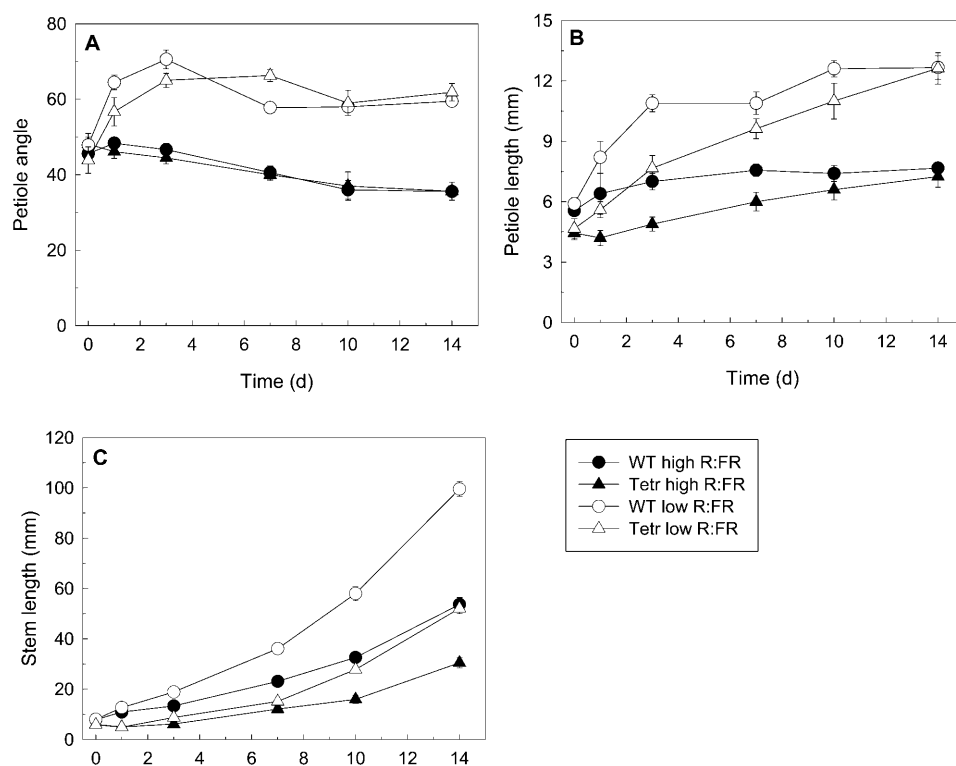 A
Petiole angle
80
60
40
20
0
0 2 4 6 8 10 12 14
Time (d)
B
Petiole length (mm)
15
12
9
6
3
0
0 2 4 6 8 10 12 14
Time (d)
C
Stem length (mm)
120
100
80
60
40
20
0
0 2 4 6 8 10 12 14
WT high R:FR
Tetr high R:FR
WT low R:FR
Tetr low R:FR